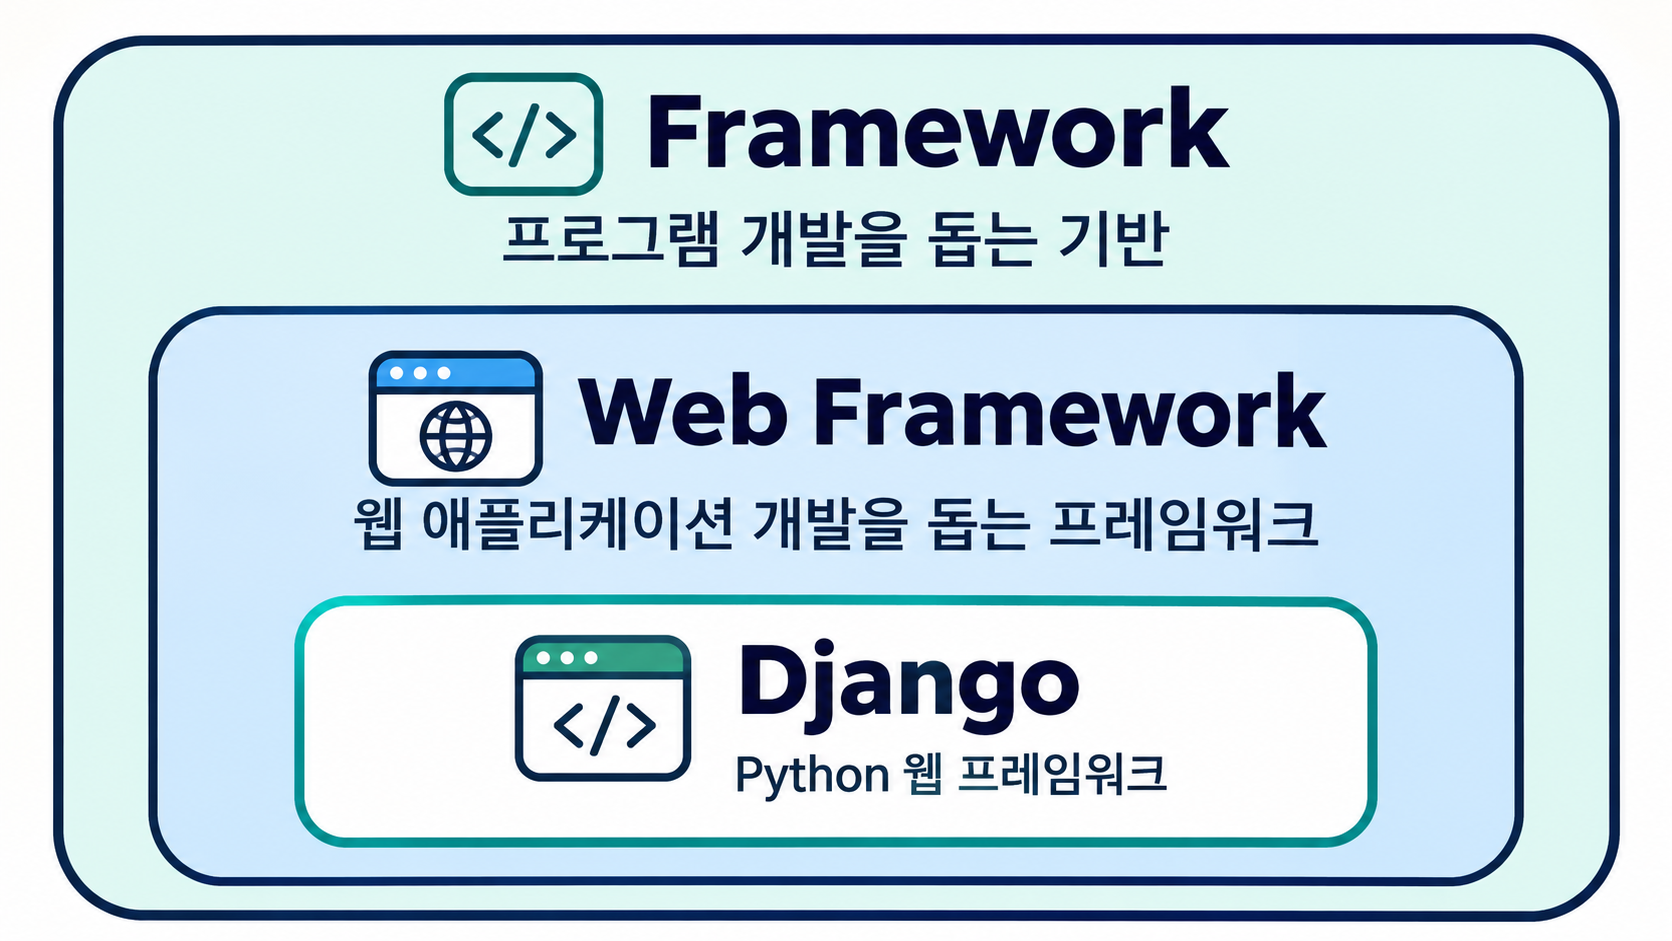 </> Framework
프로그램 개발을 돕는 기반
Web Framework
웹 애플리케이션 개발을 돕는 프레임워크
</> Django
Python 웹 프레임워크